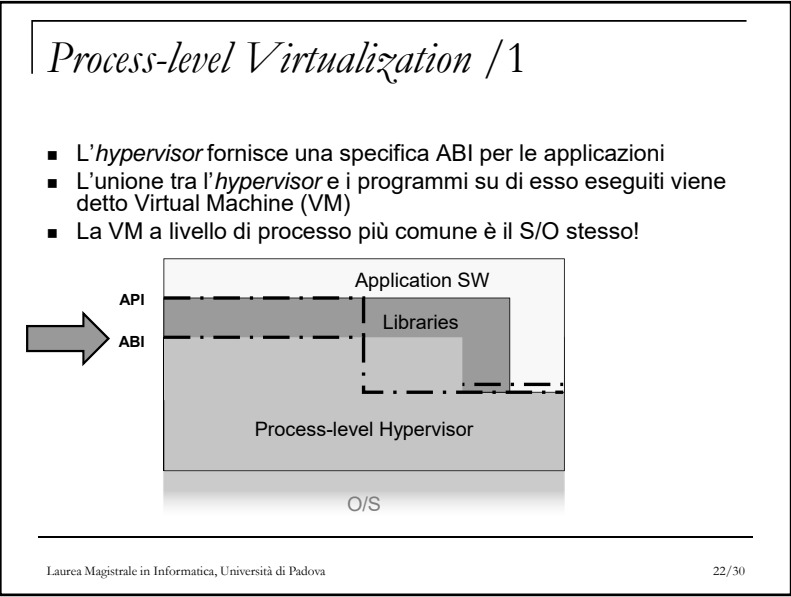 Process-level Virtualization /1
■ L'hypervisor fornisce una specifica ABI per le applicazioni
■ L'unione tra l'hypervisor e i programmi su di esso eseguiti viene
detto Virtual Machine (VM)
■ La VM a livello di processo più comune è il S/O stesso!
Application SW
API
Libraries
ABI
Process-level Hypervisor
O/S
Laurea Magistrale in Informatica, Università di Padova
22/30